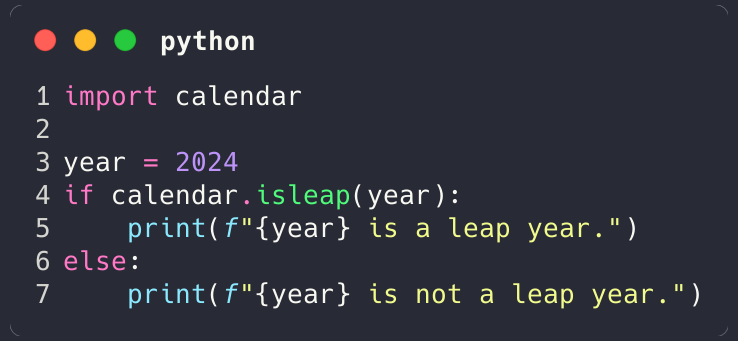 python
1 import calendar
2
3 year = 2024
4 if calendar.isleap(year):
5     print(f"{year} is a leap year.")
6 else:
7     print(f"{year} is not a leap year.")